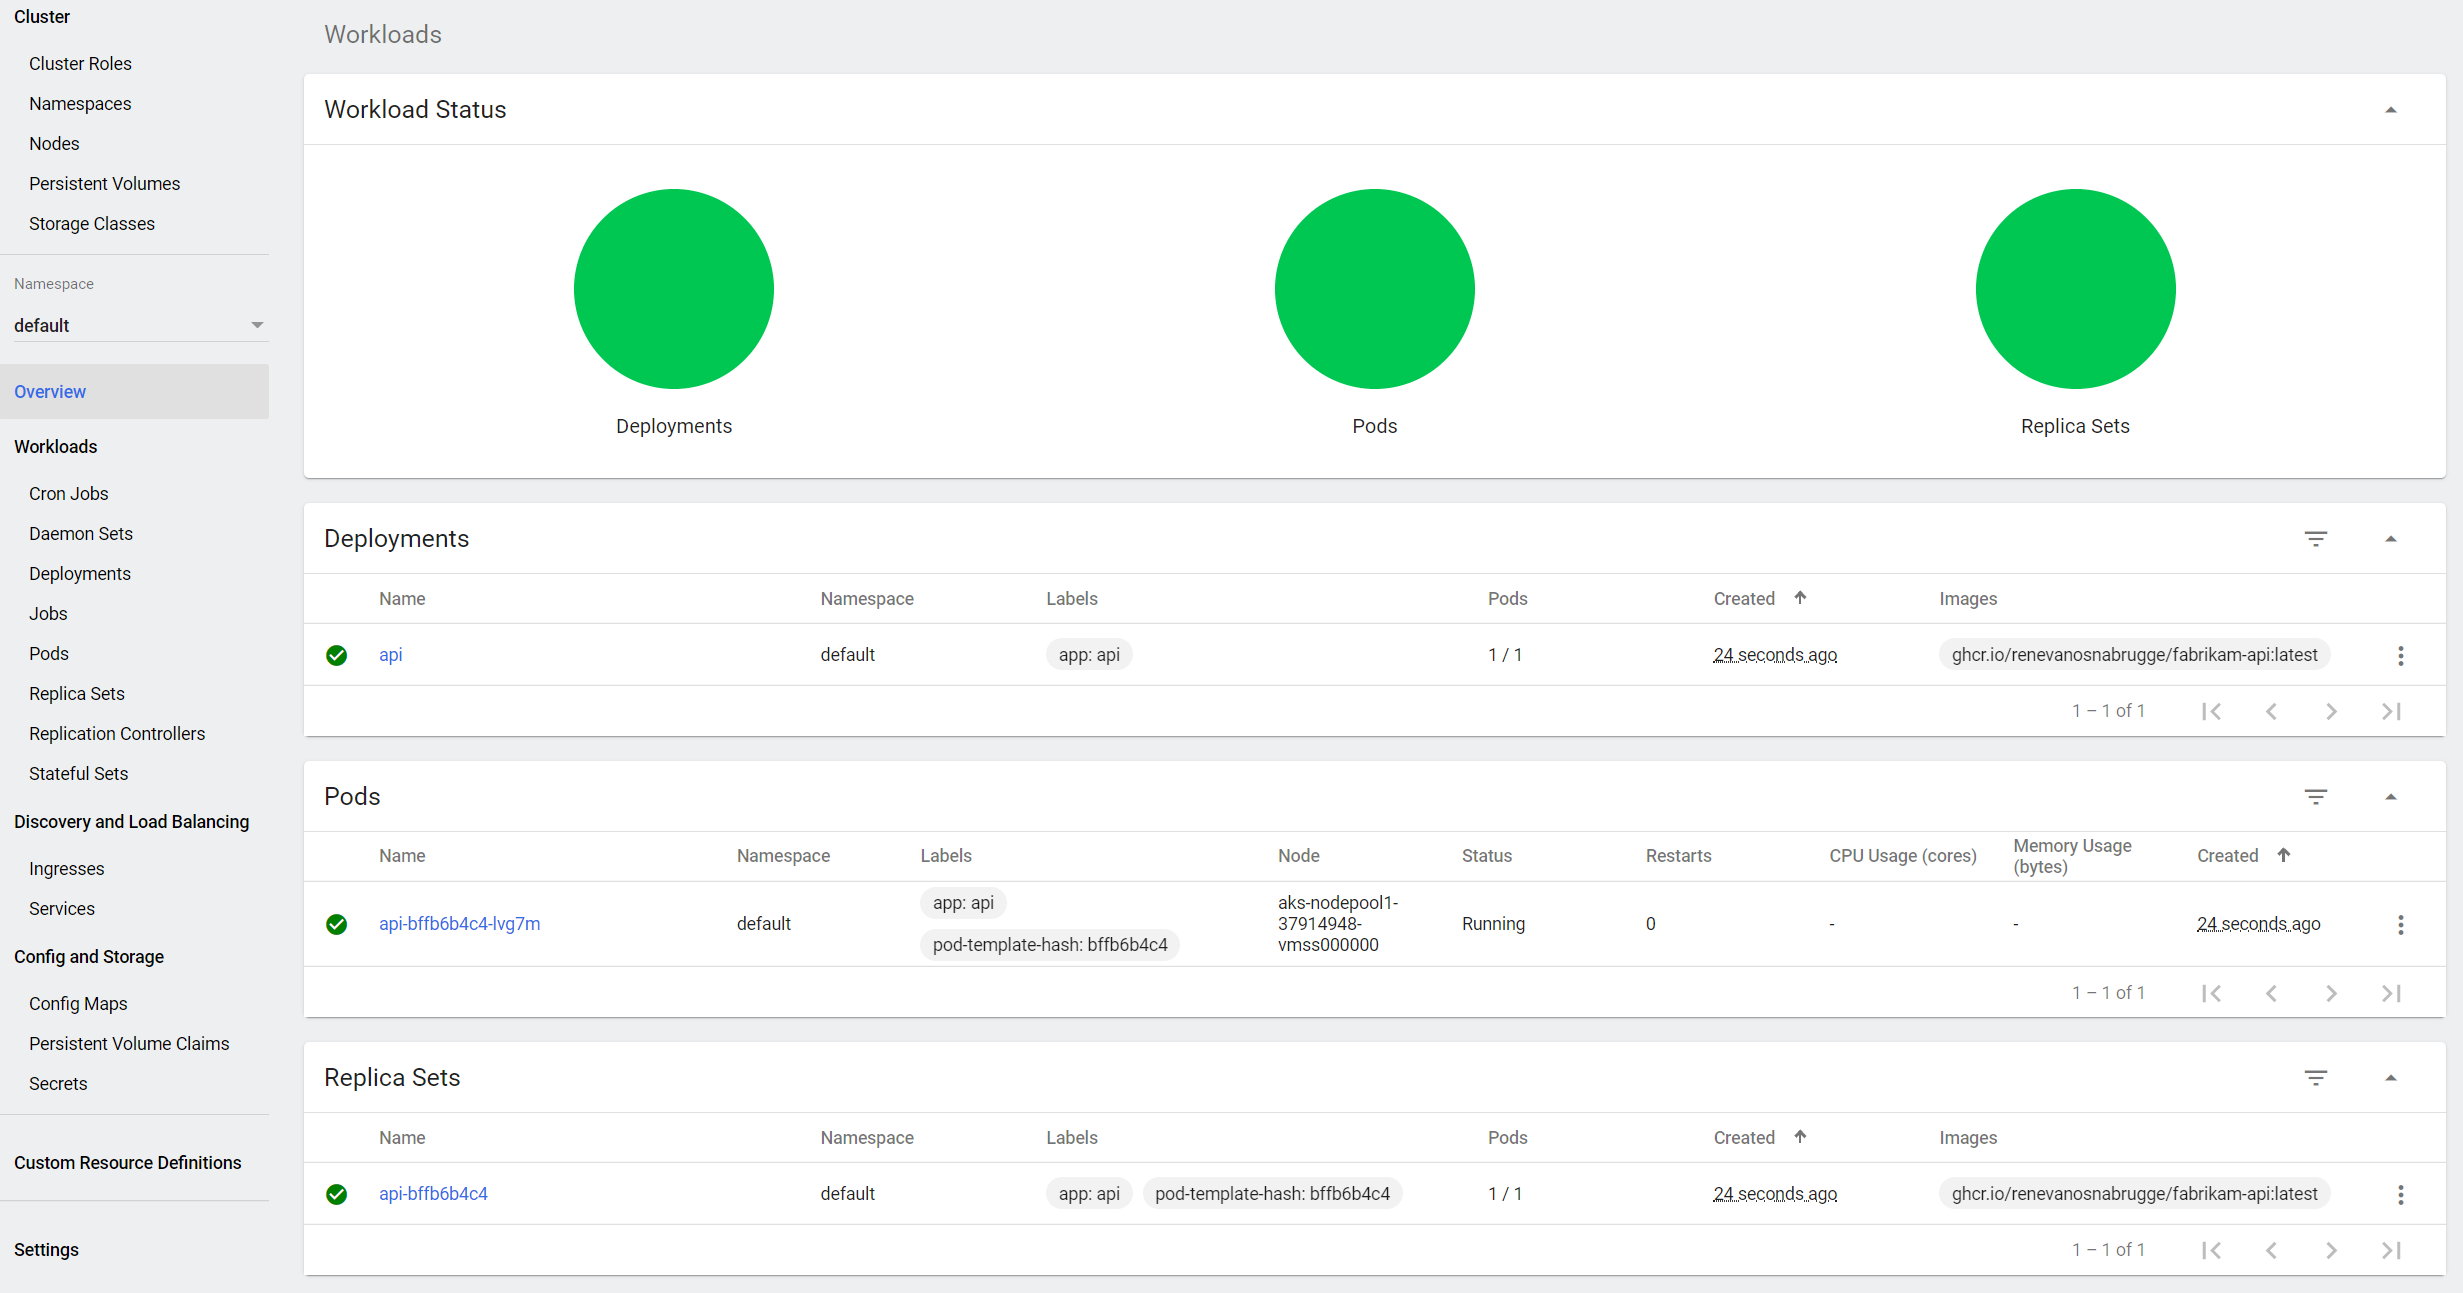 Cluster
Cluster Roles
Namespaces
Nodes
Persistent Volumes
Storage Classes
Namespace
default
Overview
Workloads
Cron Jobs
Daemon Sets
Deployments
Jobs
Pods
Replica Sets
Replication Controllers
Stateful Sets
Discovery and Load Balancing
Ingresses
Services
Config and Storage
Config Maps
Persistent Volume Claims
Secrets
Custom Resource Definitions
Settings
Workloads
Workload Status
Deployments Pods Replica Sets
Deployments
Name Namespace Labels Pods Created Images
api default app: api 1 / 1 24 seconds ago ghcr.io/renevanosnabrugge/fabrikam-api:latest
1 – 1 of 1
Pods
Name Namespace Labels Node Status Restarts CPU Usage (cores) Memory Usage (bytes) Created
api-bffb6b4c4-lvg7m default app: api pod-template-hash: bffb6b4c4 aks-nodepool1-37914948-vmss000000 Running 0 - - 24 seconds ago
1 – 1 of 1
Replica Sets
Name Namespace Labels Pods Created Images
api-bffb6b4c4 default app: api pod-template-hash: bffb6b4c4 1 / 1 24 seconds ago ghcr.io/renevanosnabrugge/fabrikam-api:latest
1 – 1 of 1